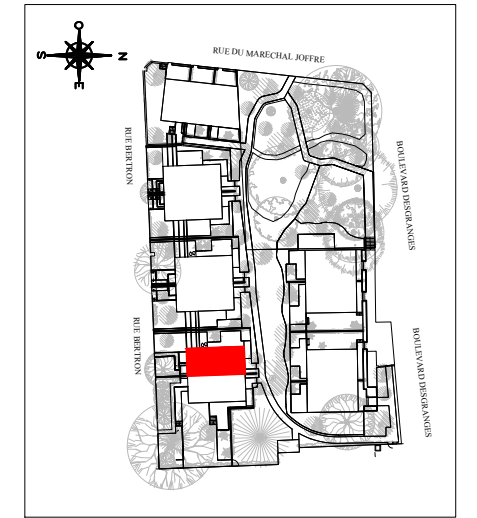 O
S N
E
RUE DU MARECHAL JOFFRE
RUE BERTRON
BOULEVARD DESGRANGES
RUE BERTRON
BOULEVARD DESGRANGES